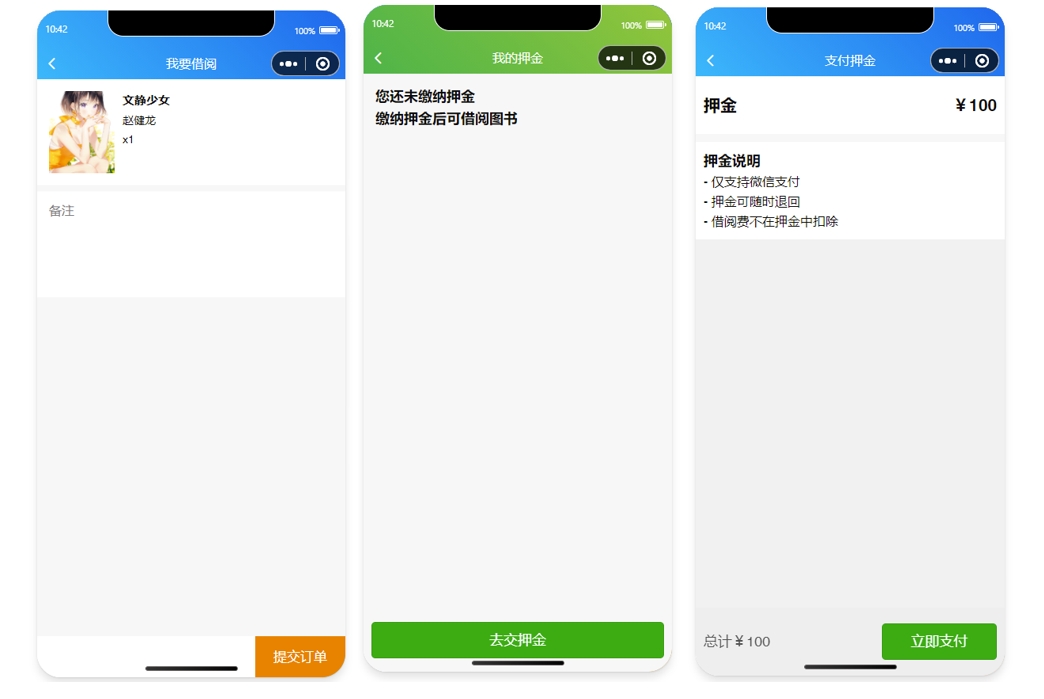 10:42
100%
我要借阅
文静少女
赵健龙
x1
备注
提交订单
10:42
100%
我的押金
您还未缴纳押金
缴纳押金后可借阅图书
去交押金
10:42
100%
支付押金
押金
¥ 100
押金说明
- 仅支持微信支付
- 押金可随时退回
- 借阅费不在押金中扣除
总计 ¥ 100
立即支付